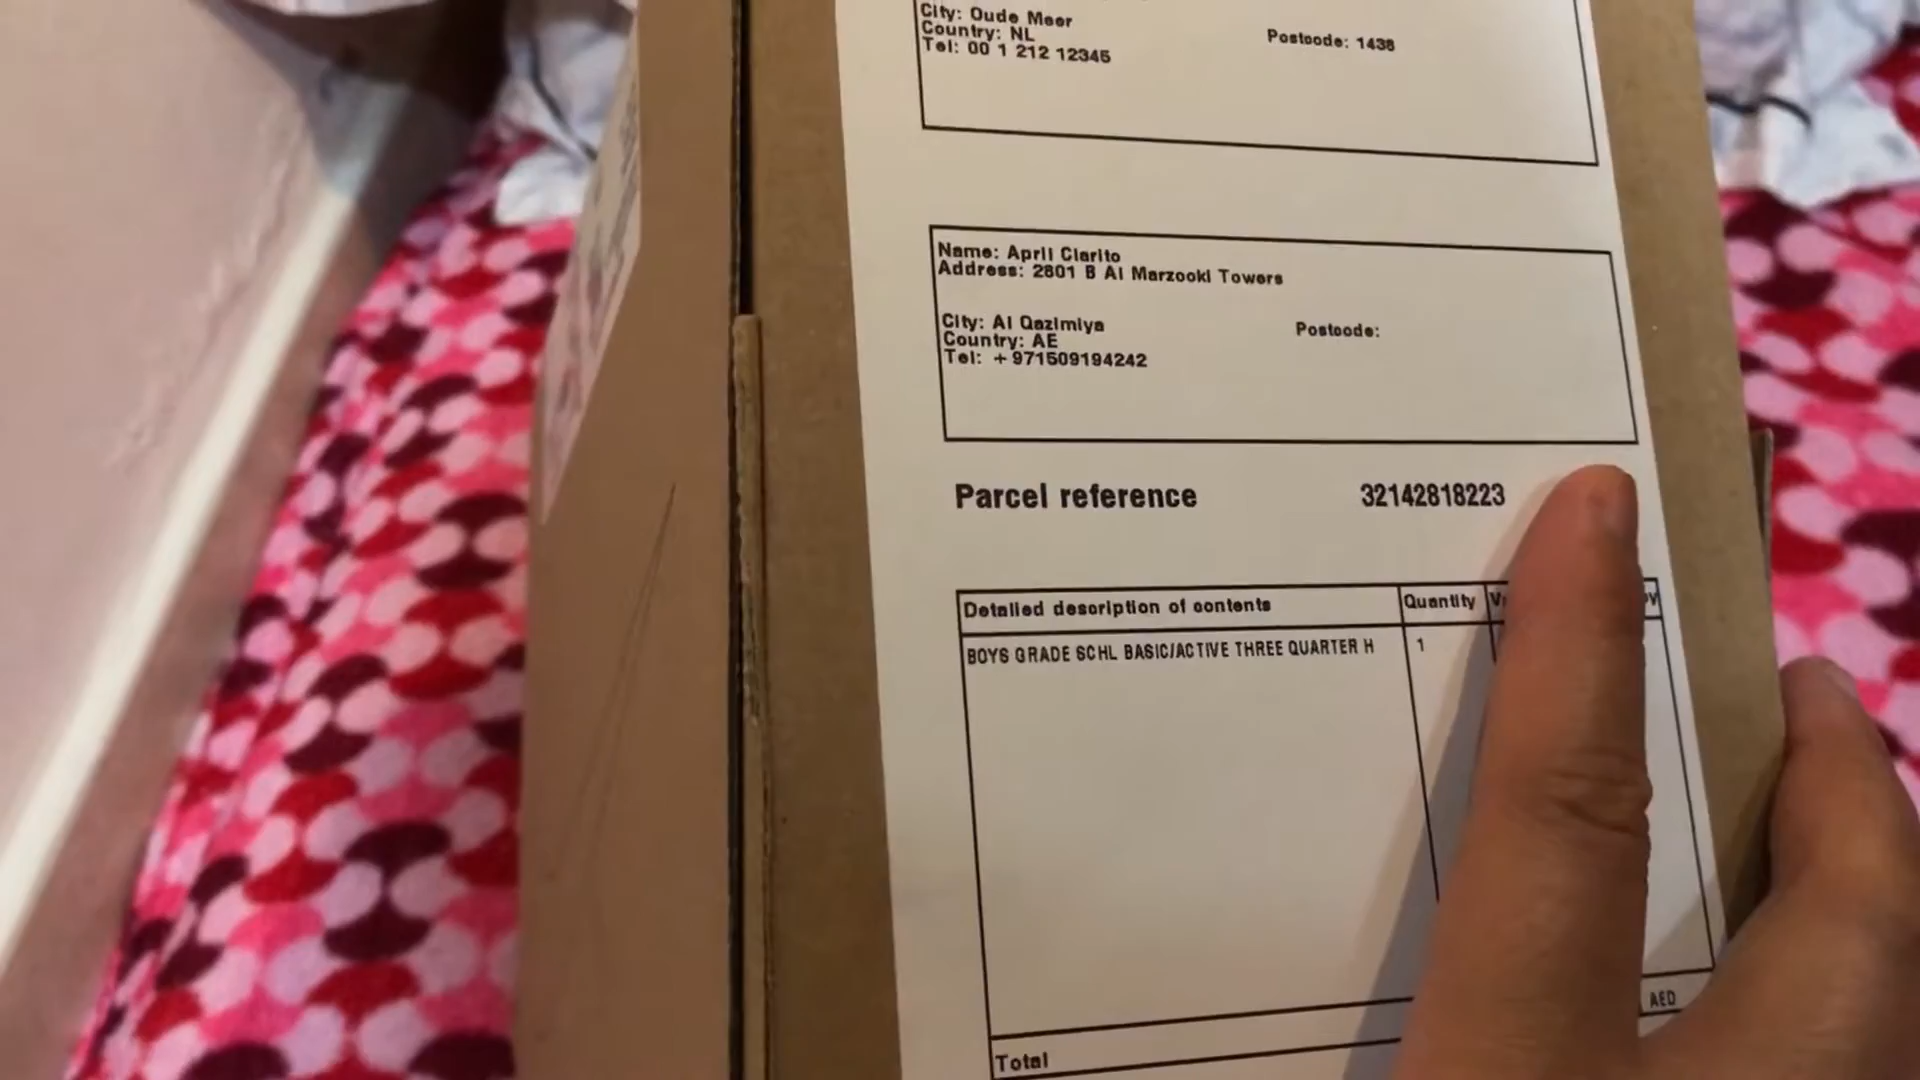 City: Oude Meer
Country: NL
Postcode: 1438
Tel: 00 1 212 12345
Name: April Clarito
Address: 2801 B Al Marzooki Towers
City: Al Qazimiya
Postcode:
Country: AE
Tel: +971509194242
Parcel reference 32142818223
Detailed description of contents Quantity
BOYS GRADE SCHL BASIC/ACTIVE THREE QUARTER H 1
AED
Total